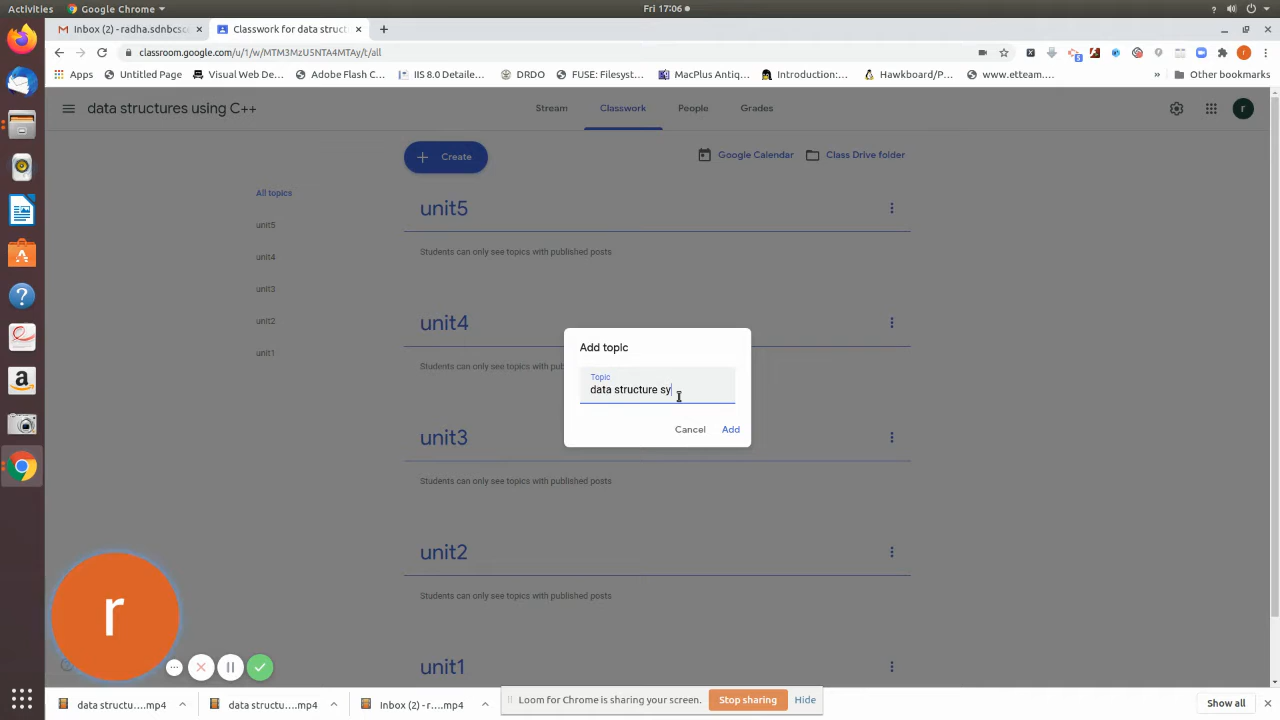 Activities Google Chrome Fri 17:06
Inbox (2) - radha.sdnbcsc
Classwork for data struct
classroom.google.com/u/1/w/MTM3MzU5NTA4MTAy/t/all
Apps Untitled Page Visual Web De... Adobe Flash C... IIS 8.0 Detaile... DRDO FUSE: Filesyst... MacPlus Antiq... Introduction:... Hawkboard/P... www.etteam.... » Other bookmarks
data structures using C++ Stream Classwork People Grades r
Create Google Calendar Class Drive folder
All topics
unit5
unit4
unit3
unit2
unit1
unit5
Students can only see topics with published posts
unit4
Students can only see topics with pub
unit3
Students can only see topics with published posts
unit2
Students can only see topics with published posts
unit1
Add topic
Topic
data structure sy
Cancel Add
r
Loom for Chrome is sharing your screen. Stop sharing Hide
data structu....mp4 data structu....mp4 Inbox (2) - r....mp4 Show all